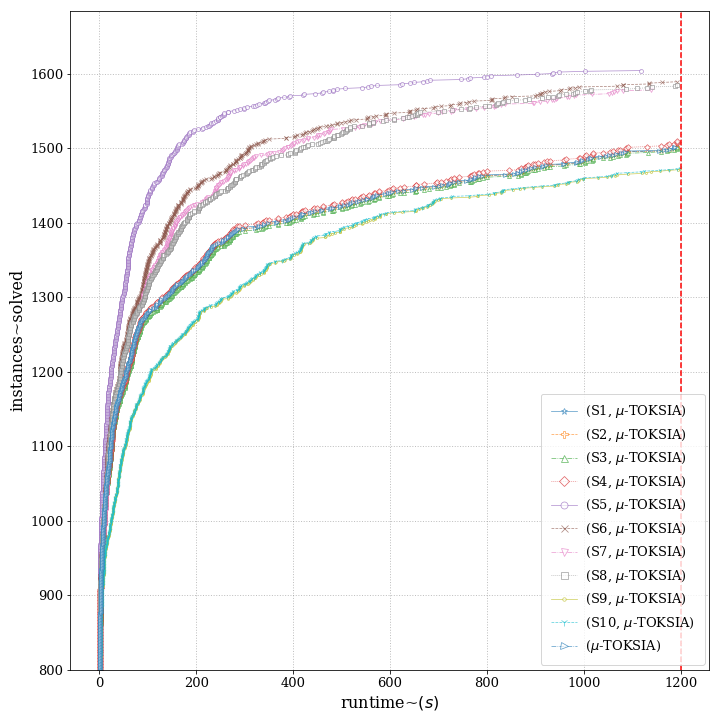 1600
1500
1400
1300
1200
1100
1000
900
800
instances~solved
0 200 400 600 800 1000 1200
runtime~(s)
(S1, μ-TOKSIA)
(S2, μ-TOKSIA)
(S3, μ-TOKSIA)
(S4, μ-TOKSIA)
(S5, μ-TOKSIA)
(S6, μ-TOKSIA)
(S7, μ-TOKSIA)
(S8, μ-TOKSIA)
(S9, μ-TOKSIA)
(S10, μ-TOKSIA)
(μ-TOKSIA)